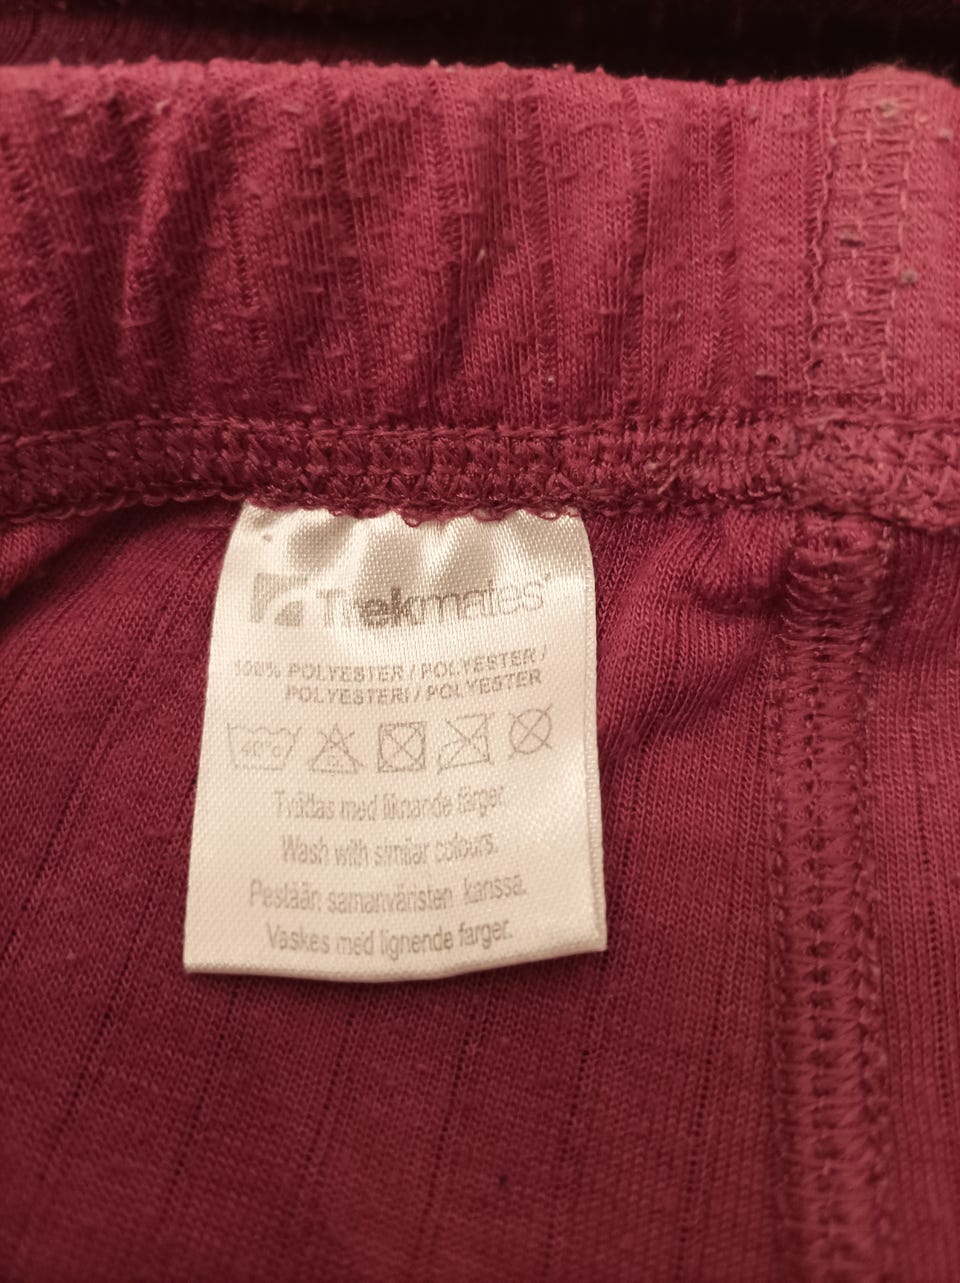 Trekmates
100% POLYESTER / POLYESTER /
POLYESTERI / POLYESTER
40°c
Tvättas med liknande färger
Wash with similar colours.
Pestään samanväristen kanssa.
Vaskes med lignende farger.